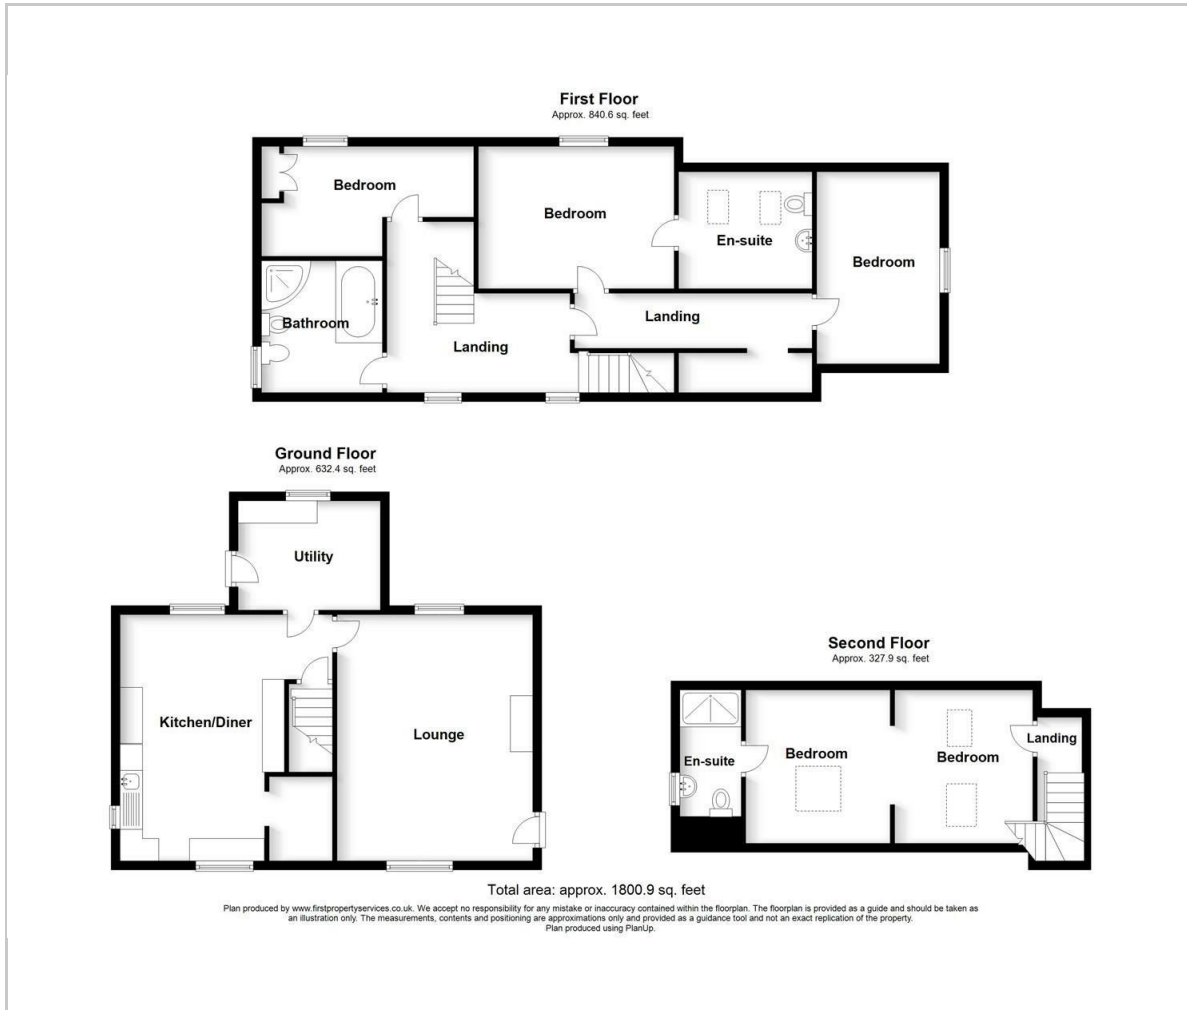 First Floor
Approx. 840.6 sq. feet
Bedroom
Bedroom
En-suite
Bedroom
Bathroom
Landing
Landing
Ground Floor
Approx. 632.4 sq. feet
Utility
Kitchen/Diner
Lounge
Second Floor
Approx. 327.9 sq. feet
En-suite
Bedroom
Bedroom
Landing
Total area: approx. 1800.9 sq. feet
Plan produced by www.firstpropertyservices.co.uk. We accept no responsibility for any mistake or inaccuracy contained within the floorplan. The floorplan is provided as a guide and should be taken as
an illustration only. The measurements, contents and positioning are approximations only and provided as a guidance tool and not an exact replication of the property.
Plan produced using PlanUp.